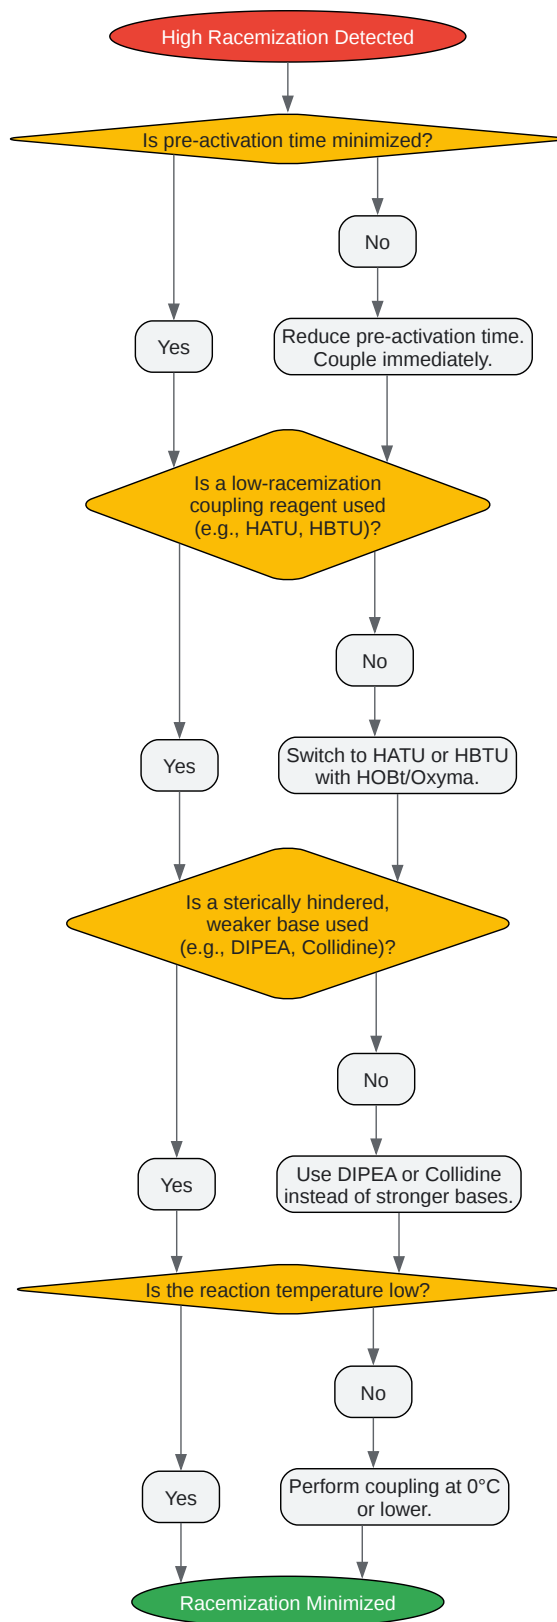 High Racemization Detected
Is pre-activation time minimized?
No
Yes
Reduce pre-activation time.
Couple immediately.
Is a low-racemization
coupling reagent used
(e.g., HATU, HBTU)?
No
Yes
Switch to HATU or HBTU
with HOBt/Oxyma.
Is a sterically hindered,
weaker base used
(e.g., DIPEA, Collidine)?
No
Yes
Use DIPEA or Collidine
instead of stronger bases.
Is the reaction temperature low?
No
Yes
Perform coupling at 0°C
or lower.
Racemization Minimized